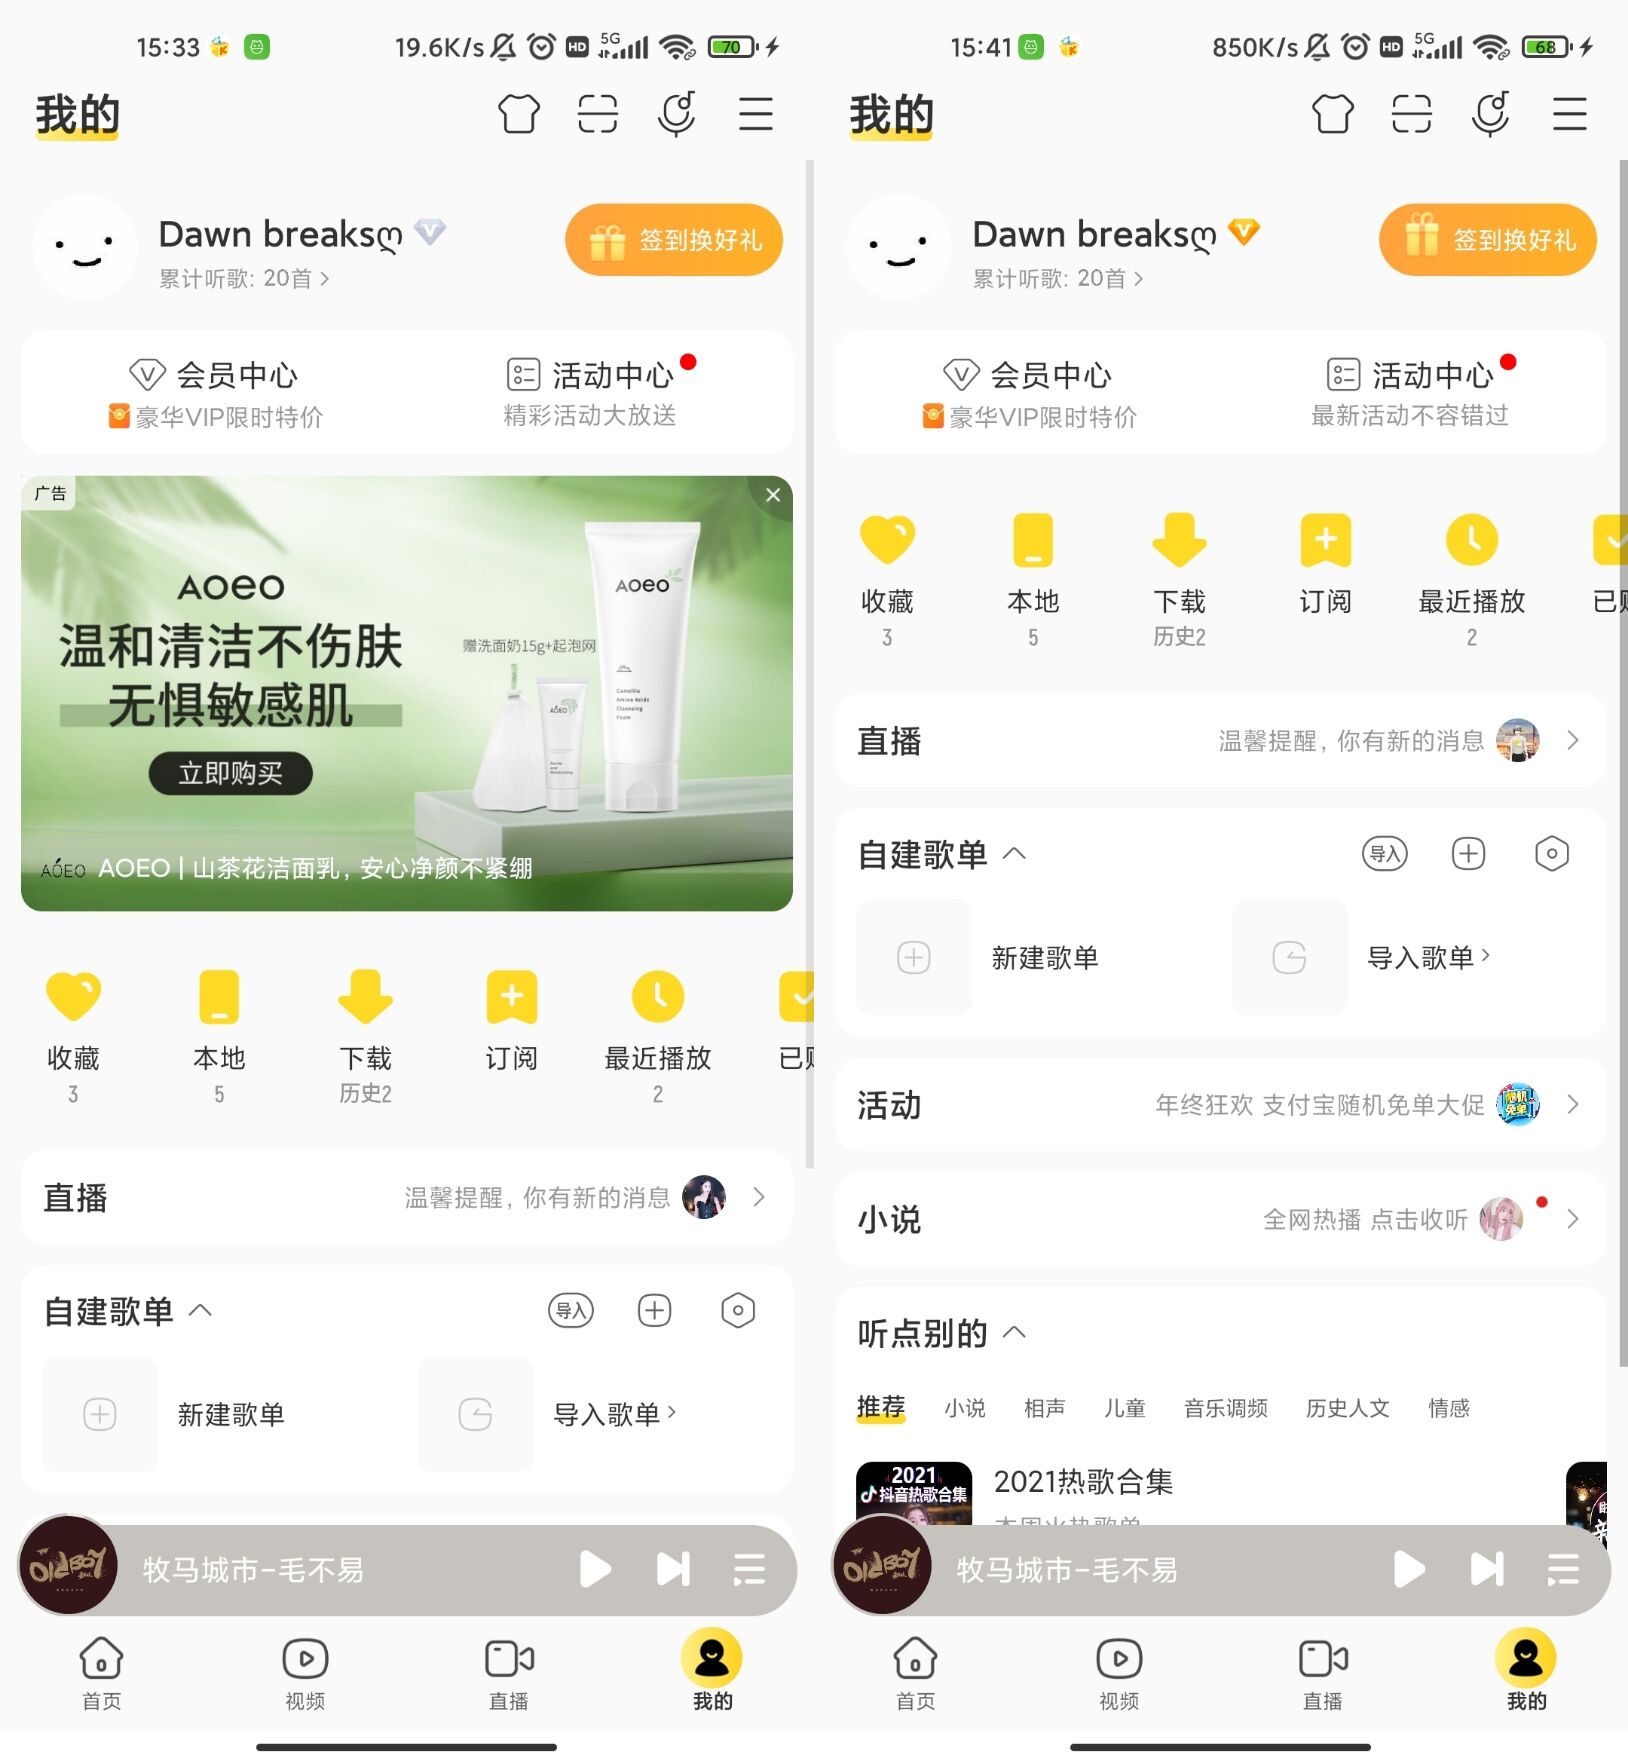 15:33
19.6K/s
HD
5G
70
我的
Dawn breaksღ
V
累计听歌: 20首
签到换好礼
V
会员中心
豪华VIP限时特价
活动中心
精彩活动大放送
广告
AOEO
温和清洁不伤肤
无惧敏感肌
立即购买
赠洗面奶15g+起泡网
AOEO
AOEO
Camellia
Amino Acids
Cleansing
Foam
AOEO
AOEO | 山茶花洁面乳，安心净颜不紧绷
收藏
本地
下载
订阅
最近播放
3
5
历史2
2
直播
温馨提醒，你有新的消息
自建歌单
导入
新建歌单
导入歌单
OldBOY
牧马城市-毛不易
首页
视频
直播
我的
15:41
850K/s
HD
5G
68
我的
Dawn breaksღ
V
累计听歌: 20首
签到换好礼
V
会员中心
豪华VIP限时特价
活动中心
最新活动不容错过
收藏
本地
下载
订阅
最近播放
3
5
历史2
2
直播
温馨提醒，你有新的消息
自建歌单
导入
新建歌单
导入歌单
活动
年终狂欢 支付宝随机免单大促
随机
免单
小说
全网热播 点击收听
听点别的
推荐
小说
相声
儿童
音乐调频
历史人文
情感
2021
抖音热歌合集
2021热歌合集
OldBOY
牧马城市-毛不易
首页
视频
直播
我的